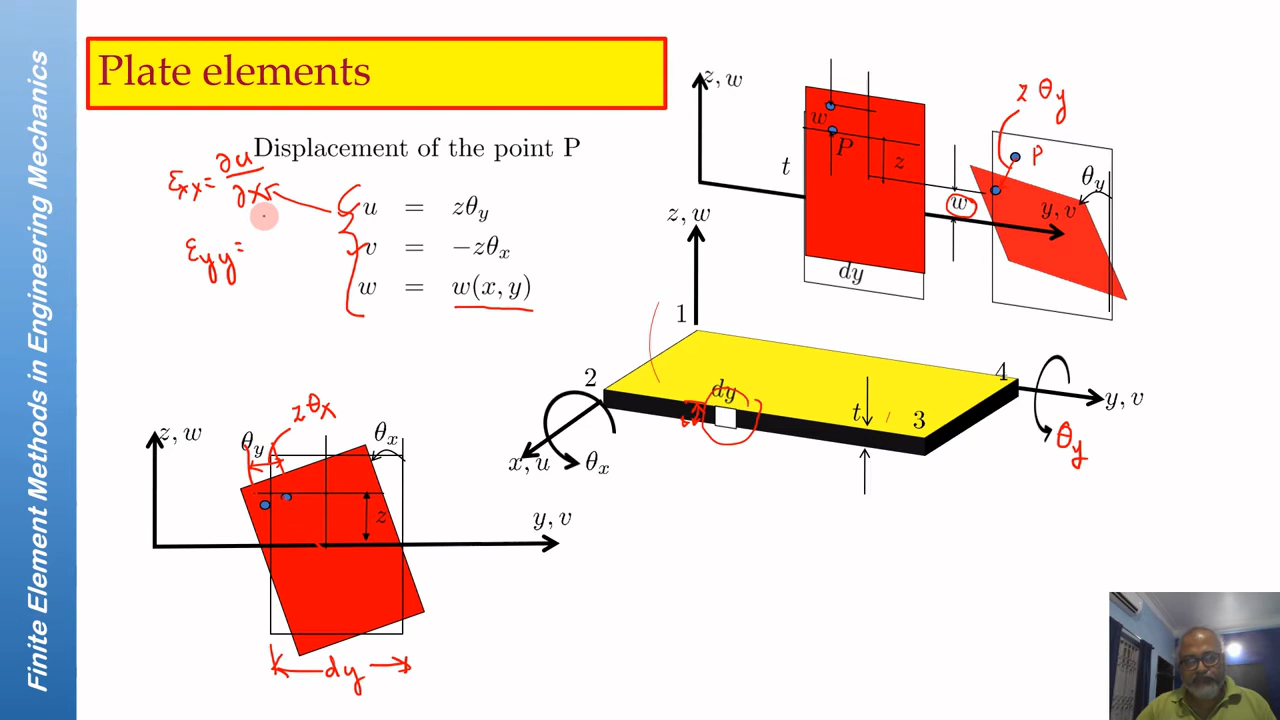 Finite Element Methods in Engineering Mechanics
Plate elements
Displacement of the point P
εxx = ∂u/∂x
εyy =
u = zθy
v = −zθx
w = w(x, y)
z, w
w
P
t
z
w
dy
y, v
θy
z θy
P
z, w
1
2
dy
t
3
4
y, v
θy
x, u
θx
z, w
θy
z θx
θx
z
y, v
dy